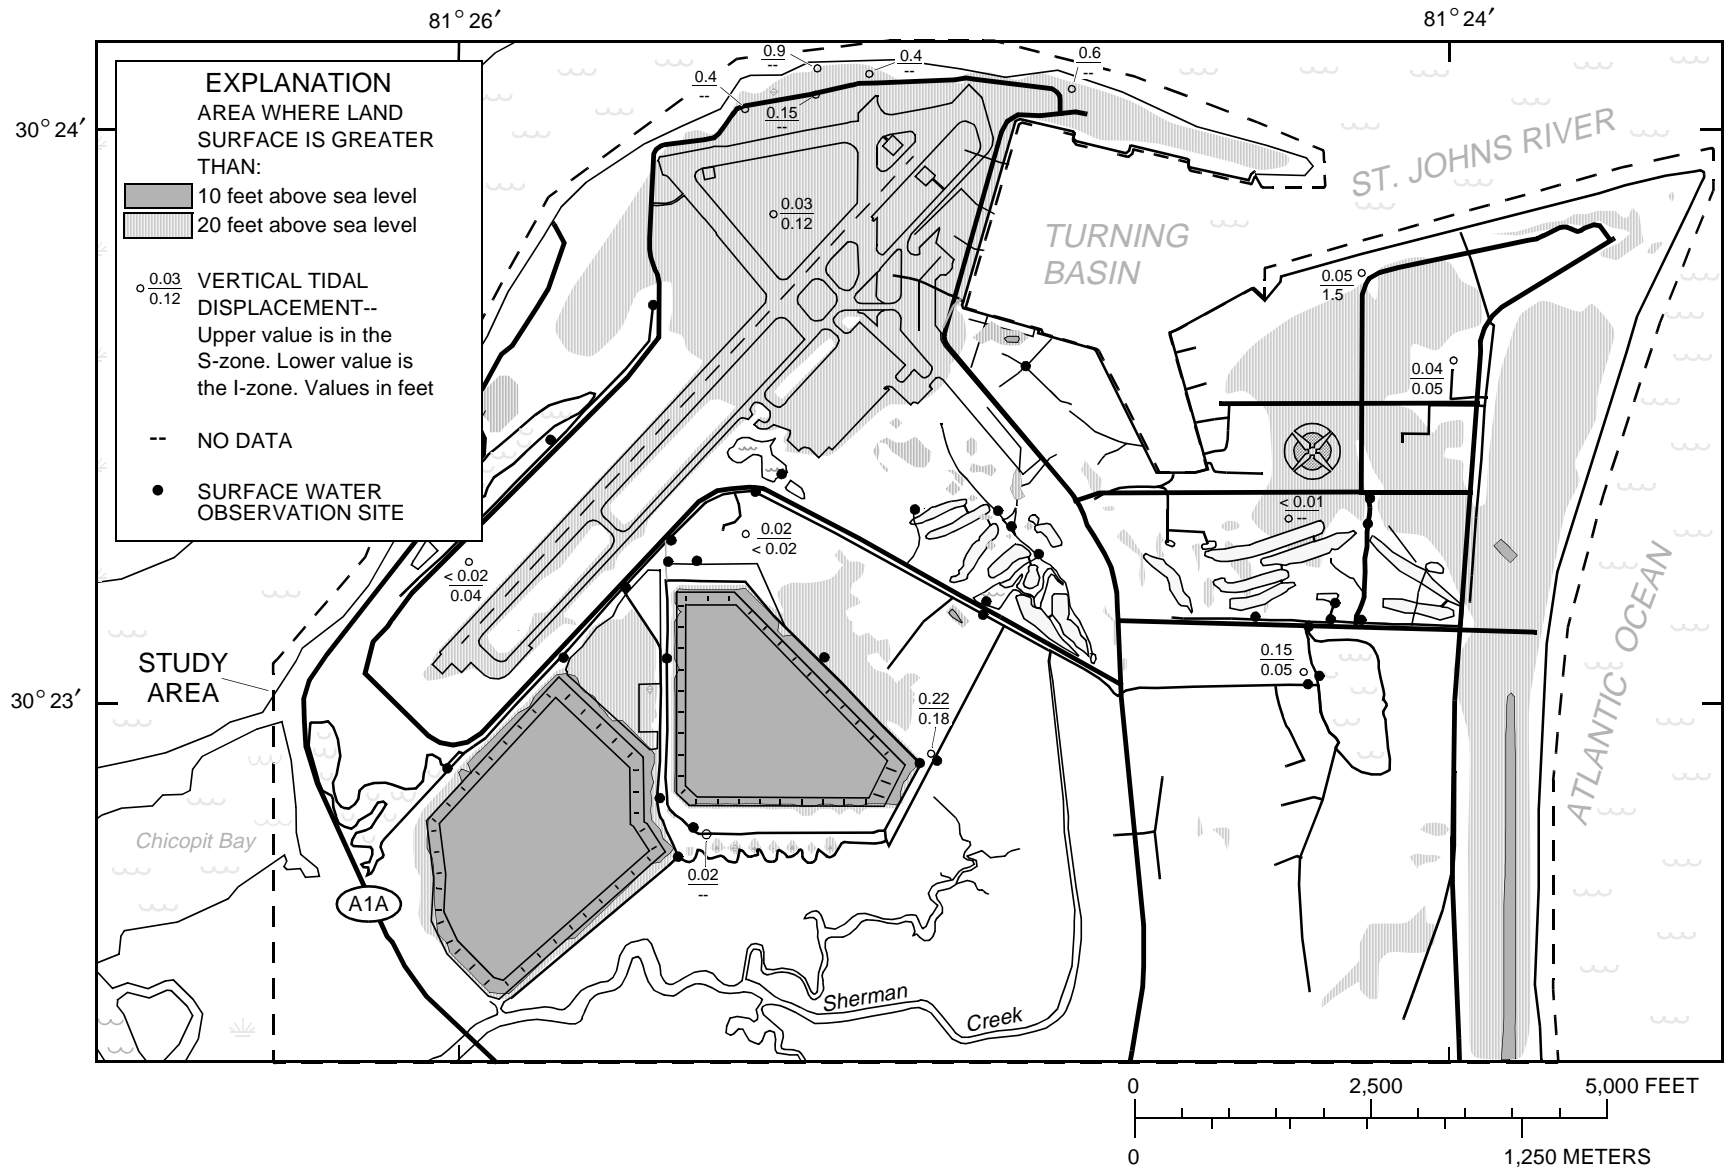 81° 26′
81° 24′
30° 24′
30° 23′
EXPLANATION
AREA WHERE LAND
SURFACE IS GREATER
THAN:
10 feet above sea level
20 feet above sea level
0.03
0.12
VERTICAL TIDAL
DISPLACEMENT--
Upper value is in the
S-zone. Lower value is
the I-zone. Values in feet
-- NO DATA
SURFACE WATER
OBSERVATION SITE
0.9
--
0.4
--
0.6
--
0.4
--
0.15
--
ST. JOHNS RIVER
0.03
0.12
TURNING
BASIN
0.05
1.5
0.04
0.05
< 0.01
--
0.02
< 0.02
< 0.02
0.04
ATLANTIC OCEAN
STUDY
AREA
0.15
0.05
0.22
0.18
Chicopit Bay
0.02
--
A1A
Sherman
Creek
0 2,500 5,000 FEET
0 1,250 METERS